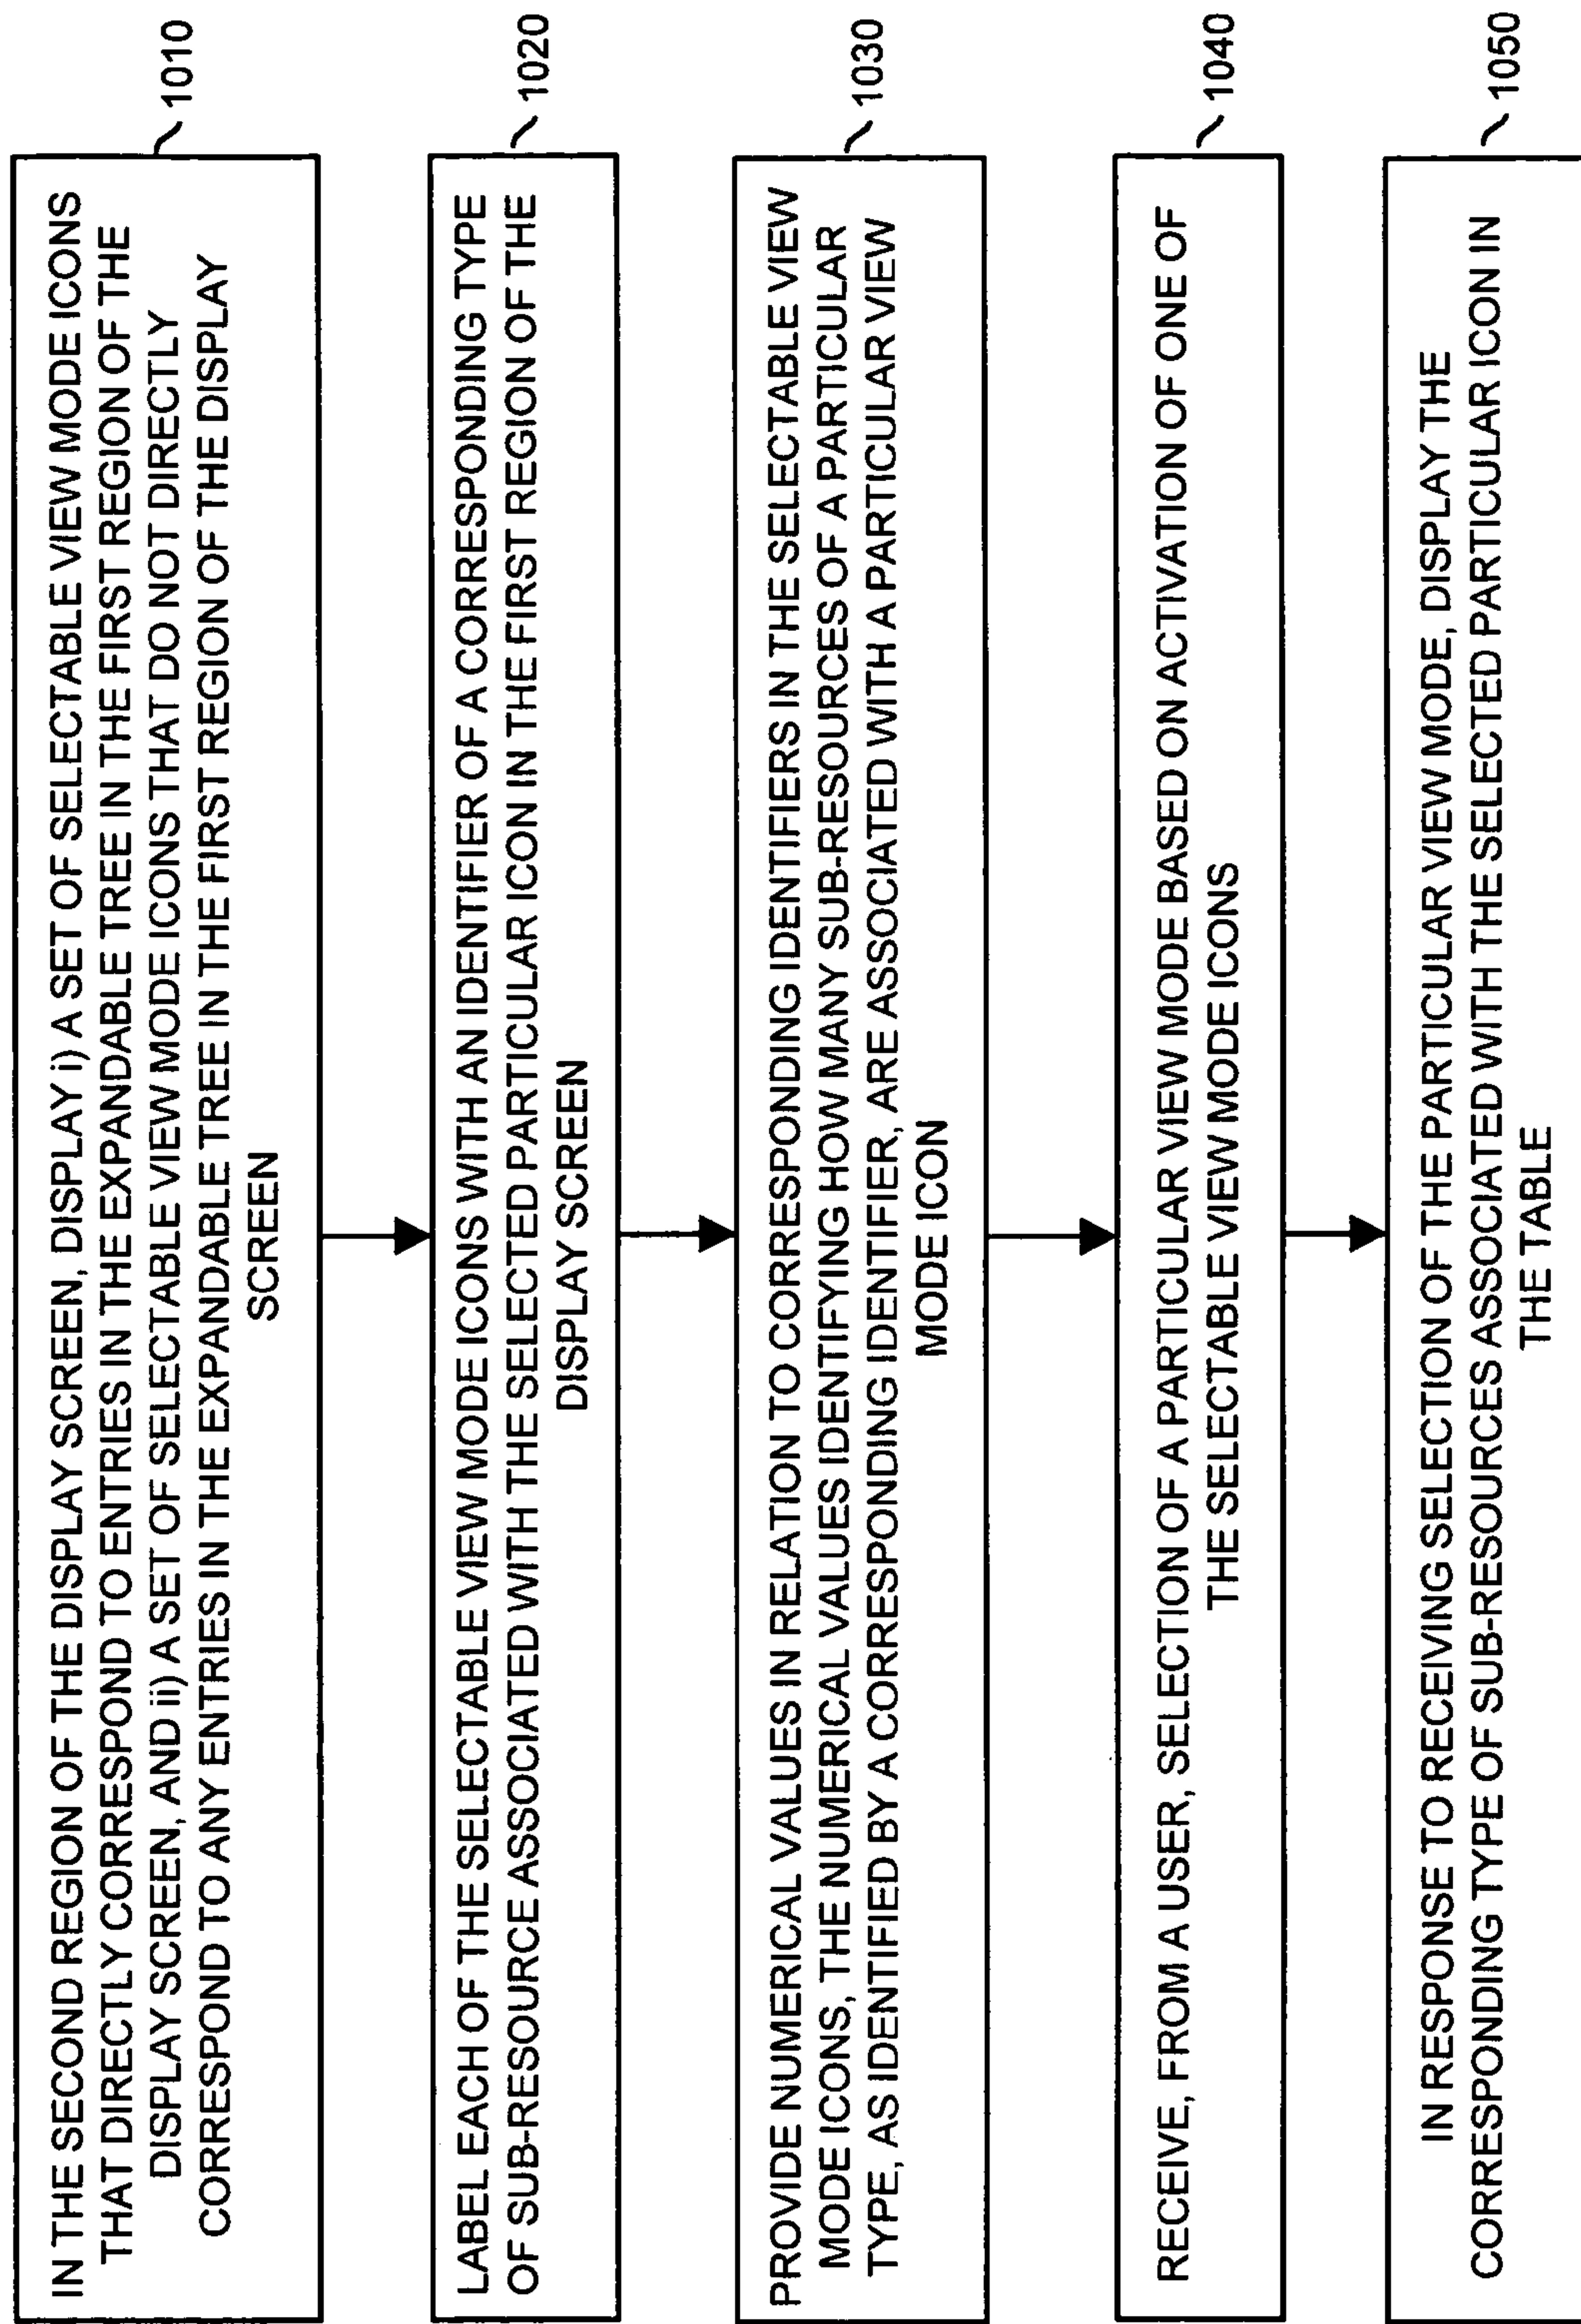 IN THE SECOND REGION OF THE DISPLAY SCREEN, DISPLAY i) A SET OF SELECTABLE VIEW MODE ICONS
THAT DIRECTLY CORRESPOND TO ENTRIES IN THE EXPANDABLE TREE IN THE FIRST REGION OF THE
DISPLAY SCREEN, AND ii) A SET OF SELECTABLE VIEW MODE ICONS THAT DO NOT DIRECTLY
CORRESPOND TO ANY ENTRIES IN THE EXPANDABLE TREE IN THE FIRST REGION OF THE DISPLAY
SCREEN
1010
LABEL EACH OF THE SELECTABLE VIEW MODE ICONS WITH AN IDENTIFIER OF A CORRESPONDING TYPE
OF SUB-RESOURCE ASSOCIATED WITH THE SELECTED PARTICULAR ICON IN THE FIRST REGION OF THE
DISPLAY SCREEN
1020
PROVIDE NUMERICAL VALUES IN RELATION TO CORRESPONDING IDENTIFIERS IN THE SELECTABLE VIEW
MODE ICONS, THE NUMERICAL VALUES IDENTIFYING HOW MANY SUB-RESOURCES OF A PARTICULAR
TYPE, AS IDENTIFIED BY A CORRESPONDING IDENTIFIER, ARE ASSOCIATED WITH A PARTICULAR VIEW
MODE ICON
1030
RECEIVE, FROM A USER, SELECTION OF A PARTICULAR VIEW MODE BASED ON ACTIVATION OF ONE OF
THE SELECTABLE VIEW MODE ICONS
1040
IN RESPONSE TO RECEIVING SELECTION OF THE PARTICULAR VIEW MODE, DISPLAY THE
CORRESPONDING TYPE OF SUB-RESOURCES ASSOCIATED WITH THE SELECTED PARTICULAR ICON IN
THE TABLE
1050